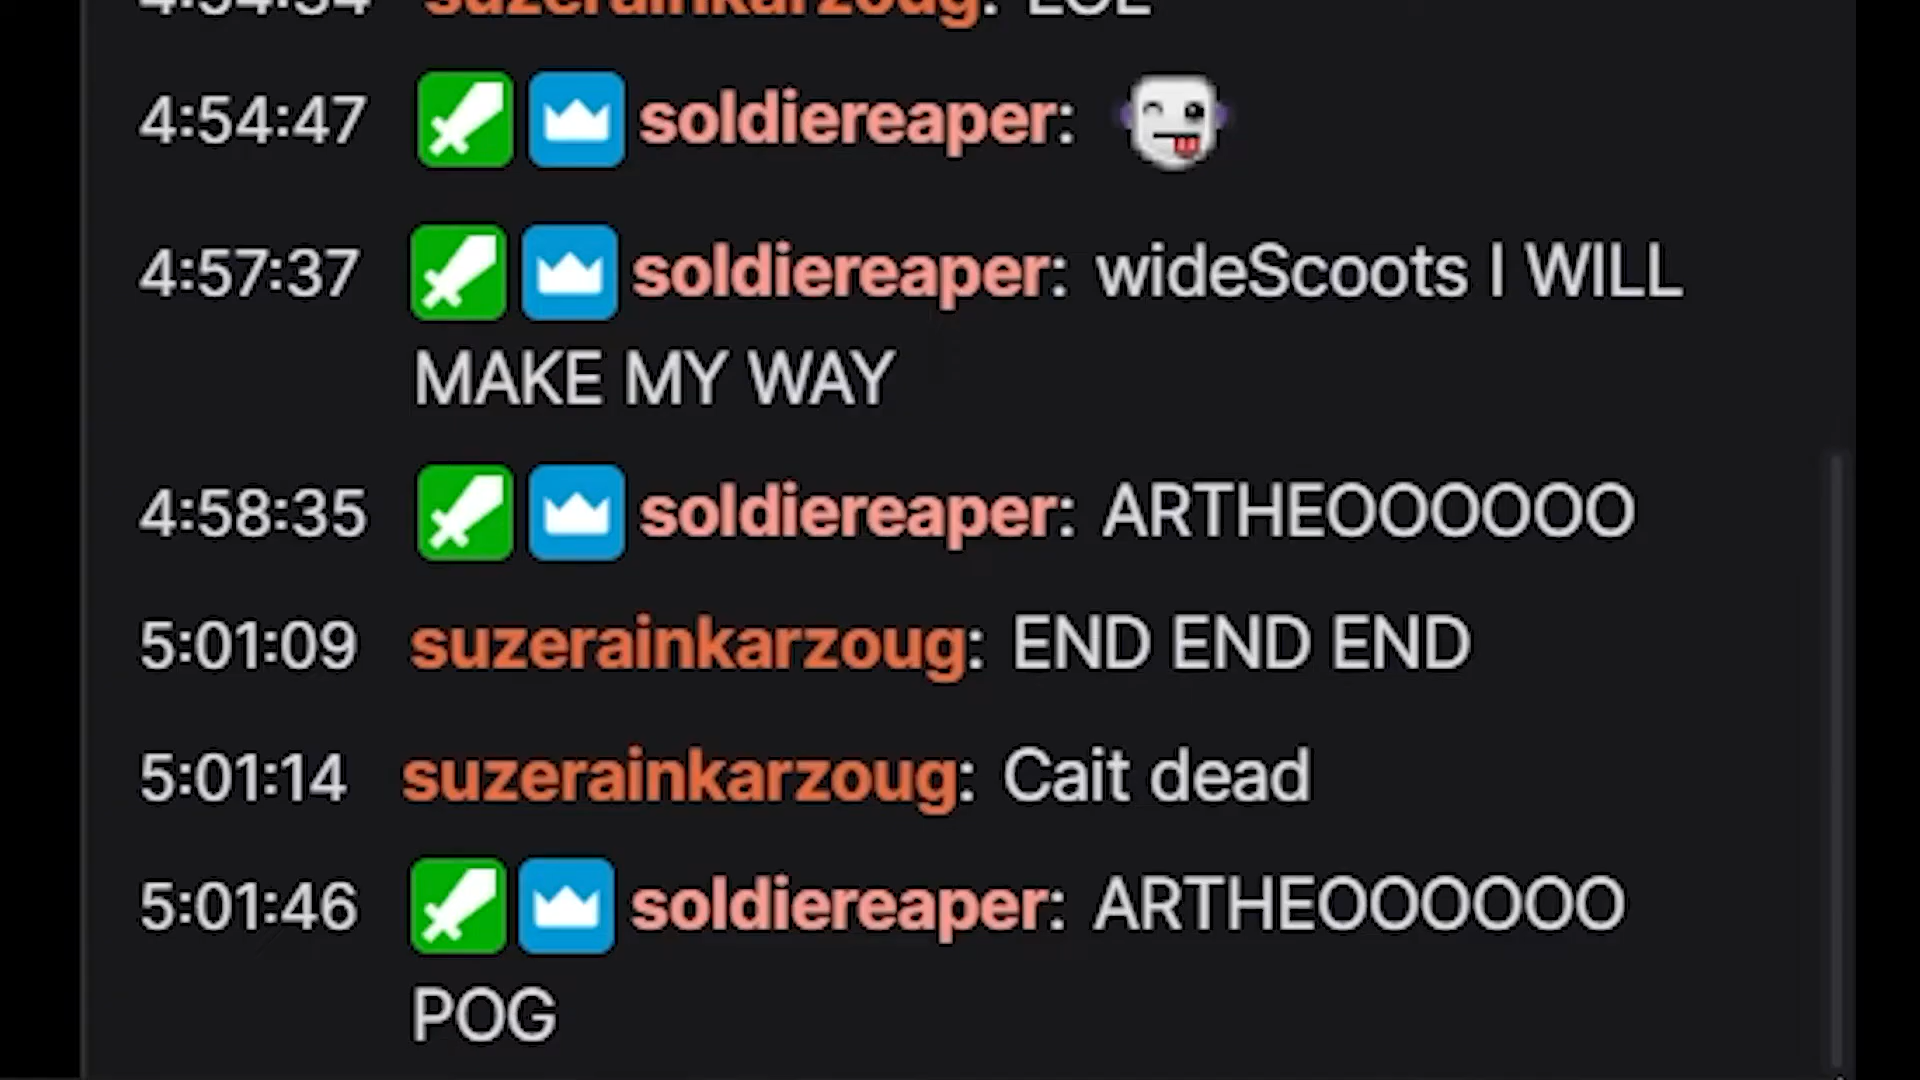 4:54:34 suzerainkarzoug: LOL
4:54:47 soldiereaper:
4:57:37 soldiereaper: wideScoots I WILL
MAKE MY WAY
4:58:35 soldiereaper: ARTHEOOOOOO
5:01:09 suzerainkarzoug: END END END
5:01:14 suzerainkarzoug: Cait dead
5:01:46 soldiereaper: ARTHEOOOOOO
POG